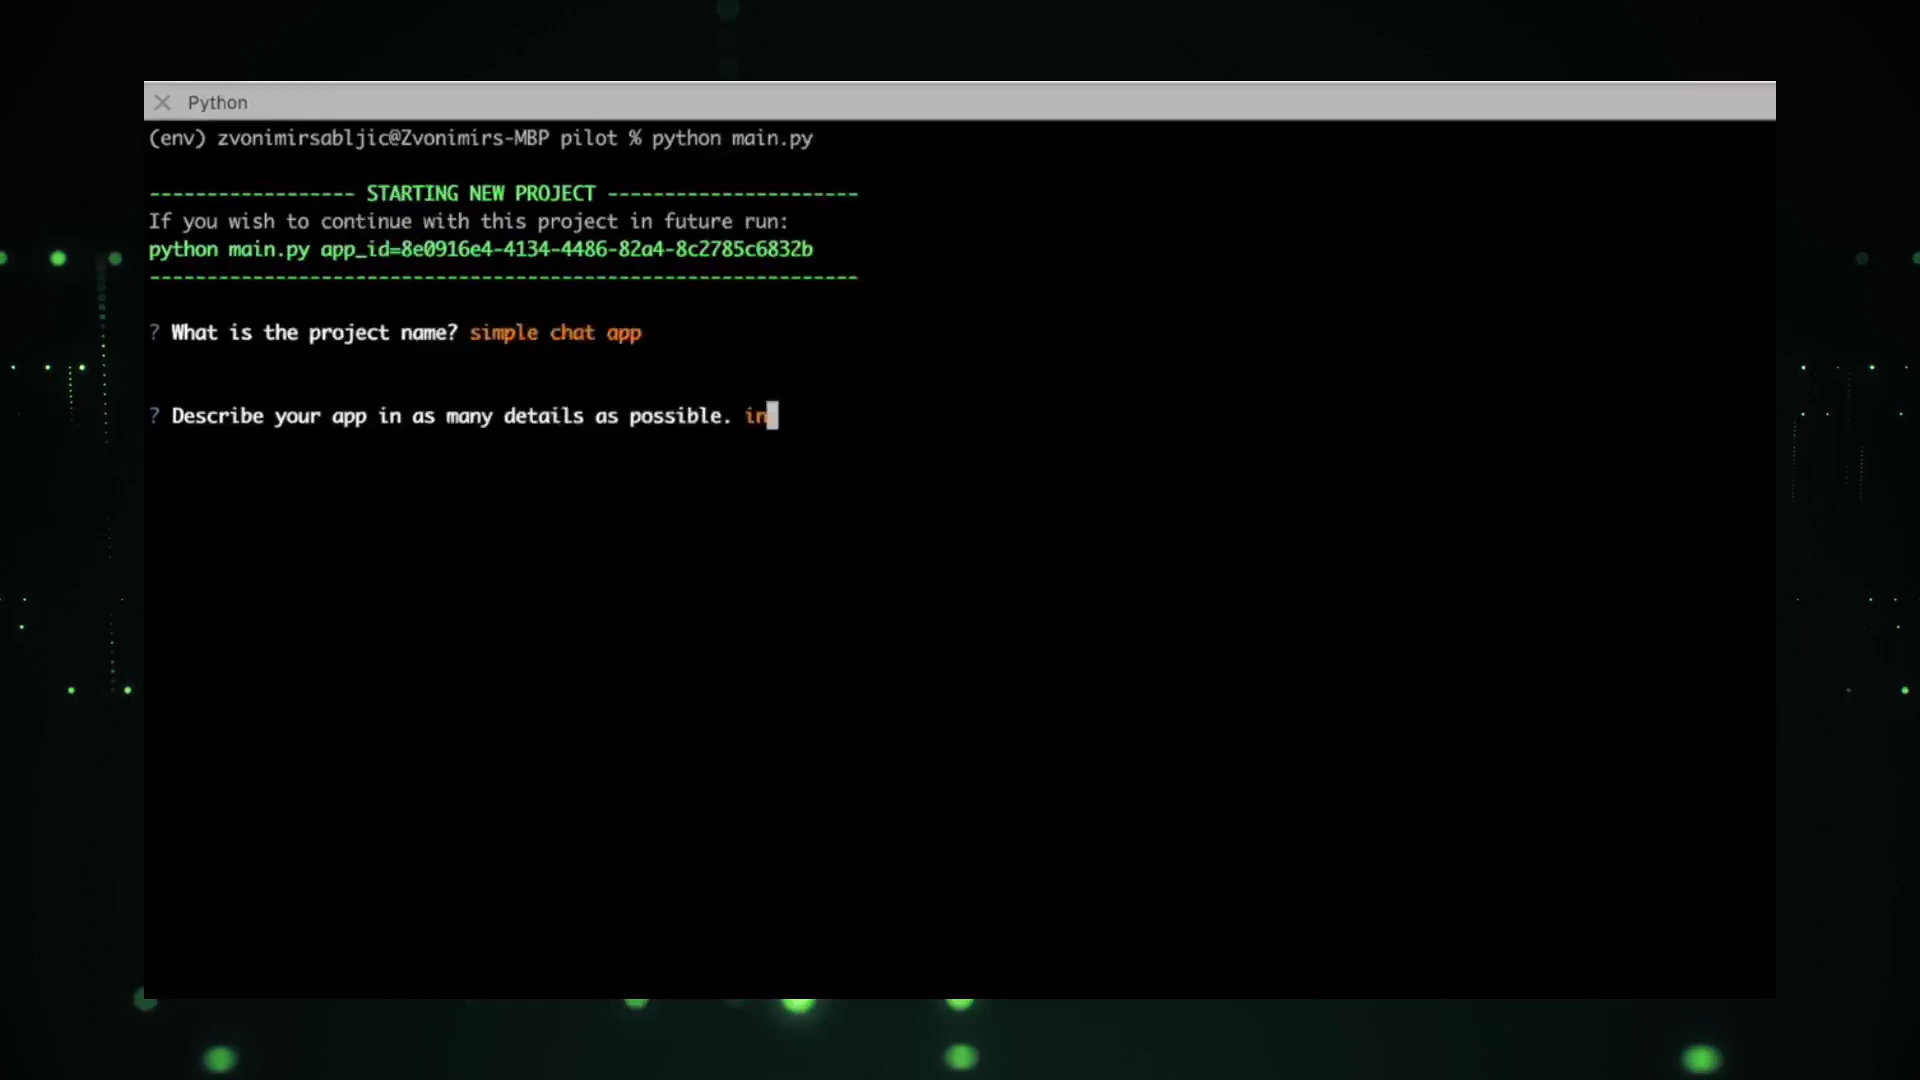 Python
(env) zvonimirsabljic@Zvonimirs-MBP pilot % python main.py
------------------ STARTING NEW PROJECT ----------------------
If you wish to continue with this project in future run:
python main.py app_id=8e0916e4-4134-4486-82a4-8c2785c6832b
--------------------------------------------------------------
? What is the project name? simple chat app
? Describe your app in as many details as possible. in